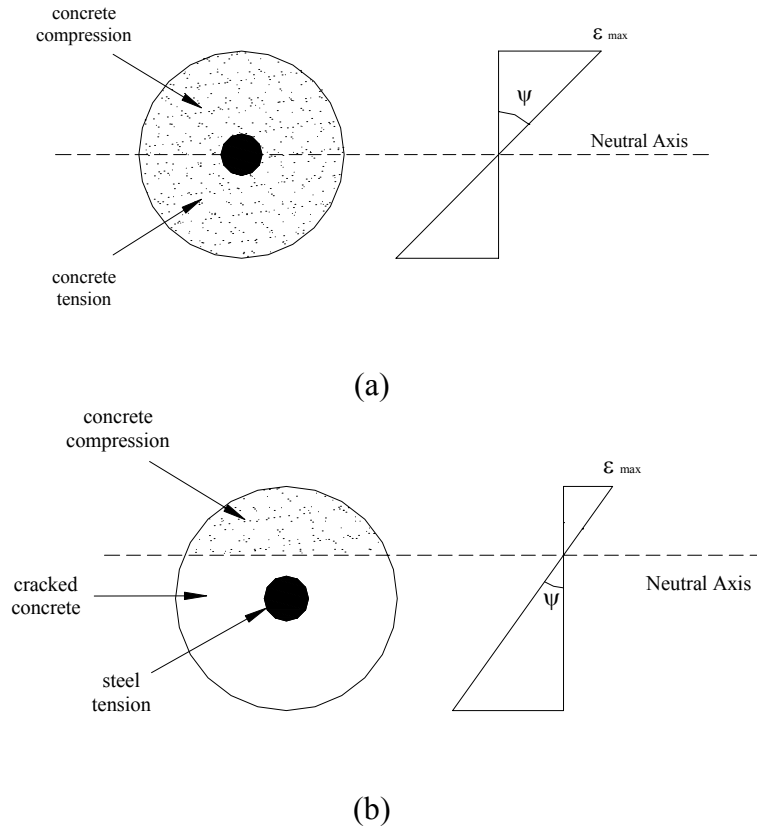 concrete
compression
ε max
ψ
Neutral Axis
concrete
tension
(a)
concrete
compression
ε max
Neutral Axis
ψ
cracked
concrete
steel
tension
(b)